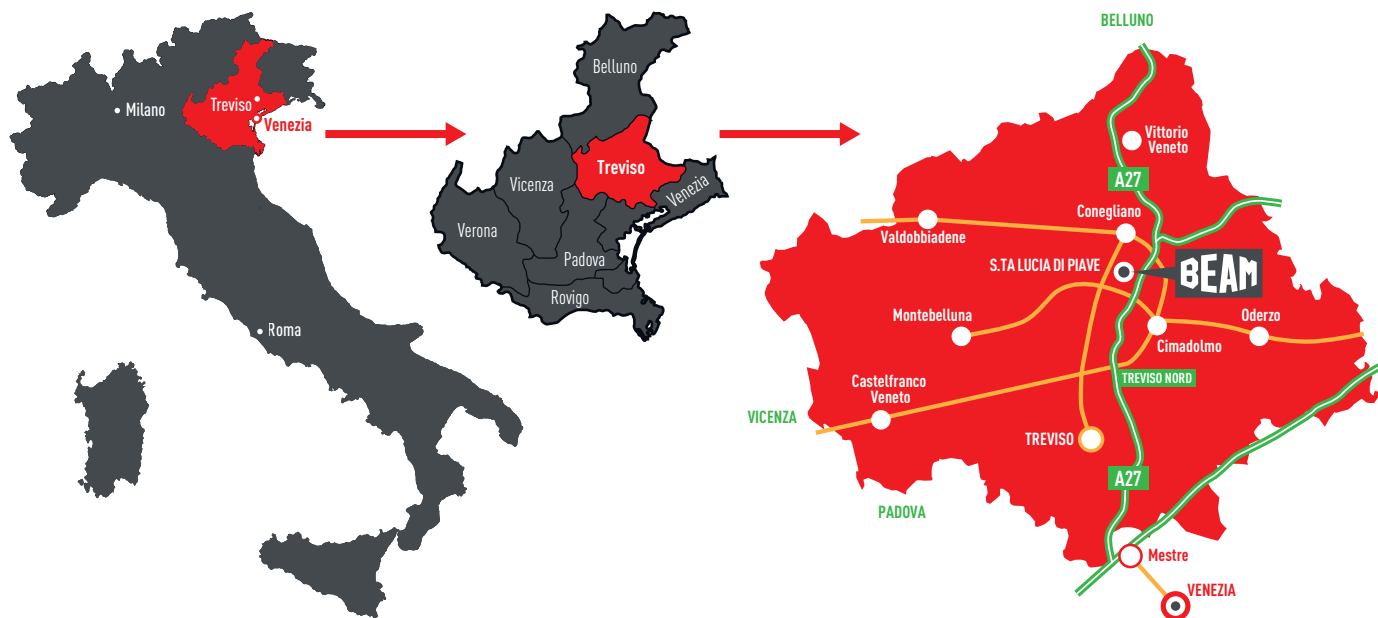 Milano
Treviso
Venezia
Roma
Belluno
Treviso
Vicenza
Venezia
Verona
Padova
Rovigo
BELLUNO
Vittorio
Veneto
A27
Conegliano
Valdobbiadene
S.TA LUCIA DI PIAVE
BEAM
Montebelluna
Oderzo
Cimadolmo
TREVISO NORD
Castelfranco
Veneto
VICENZA
TREVISO
A27
PADOVA
Mestre
VENEZIA